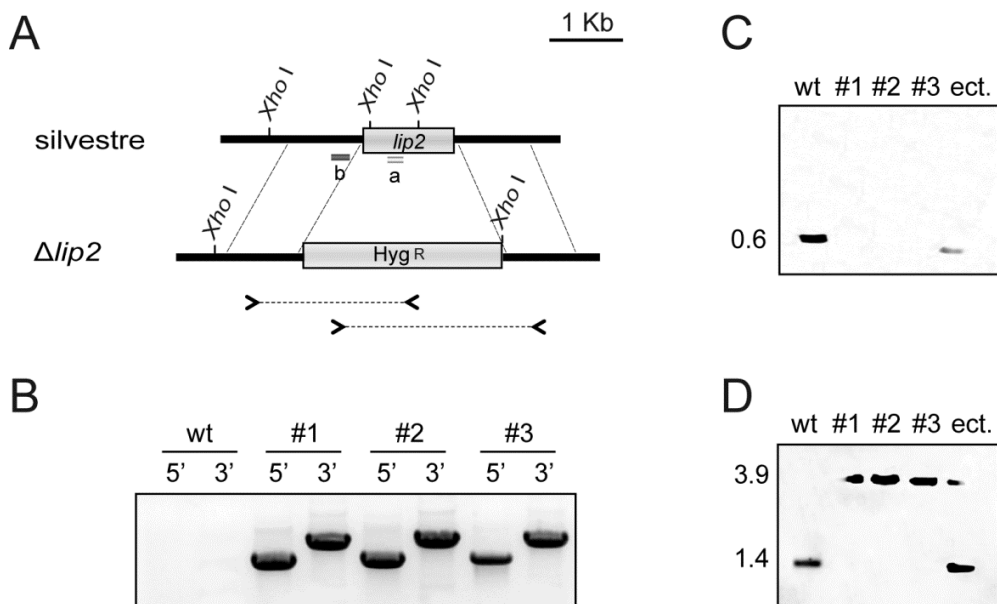 A
1 Kb
Xho I
Xho I
Xho I
silvestre
lip2
b
a
Xho I
Xho I
Δlip2
Hyg R
B
wt #1 #2 #3
5’ 3’ 5’ 3’ 5’ 3’ 5’ 3’
C
wt #1 #2 #3 ect.
0.6
D
wt #1 #2 #3 ect.
3.9
1.4